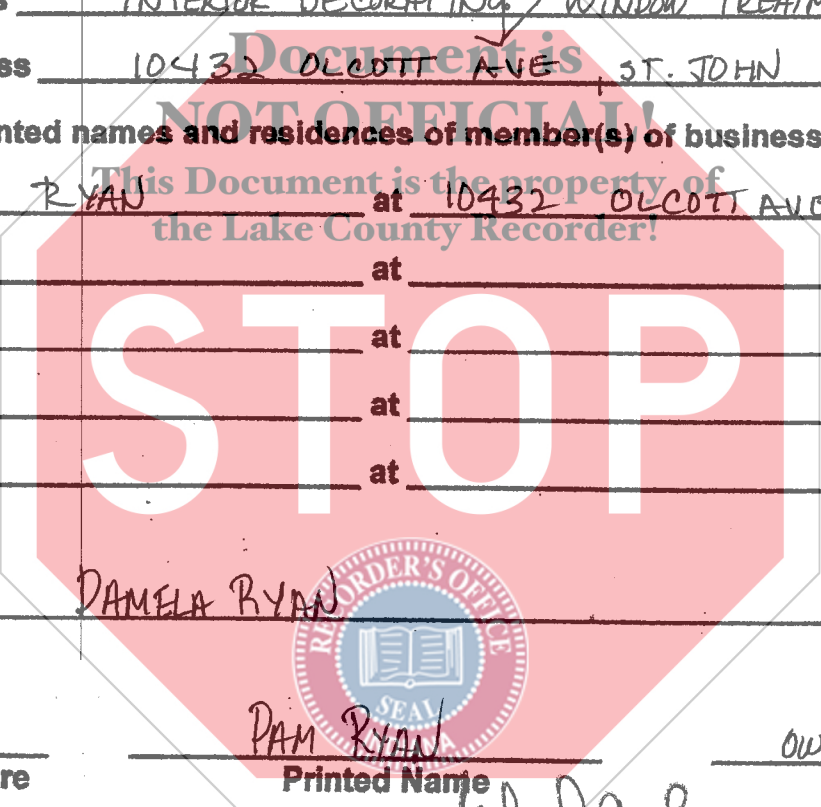 INTERIOR DECORATING, WINDOW TREATM
ss 10432 OLCOTT AVE, ST. JOHN
Document is
NOT OFFICIAL!
nted names and residences of member(s) of business
This Document is the property of
RYAN at 10432 OLCOTT AVE
the Lake County Recorder!
at
at
at
at
STOP
PAMELA RYAN
RECORDER'S OFFICE
SEAL
PAM RYAN OW
re Printed Name